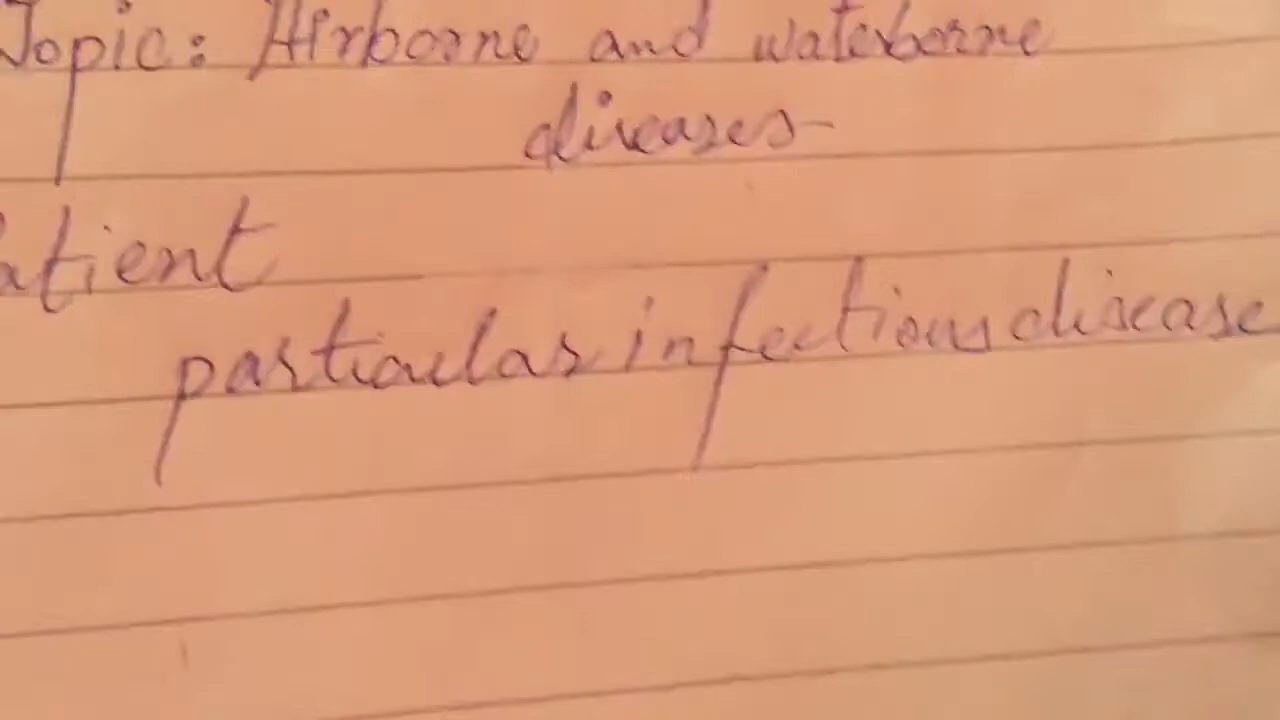 Topic: Airborne and waterborne
diseases-
atient
particular infectious disease